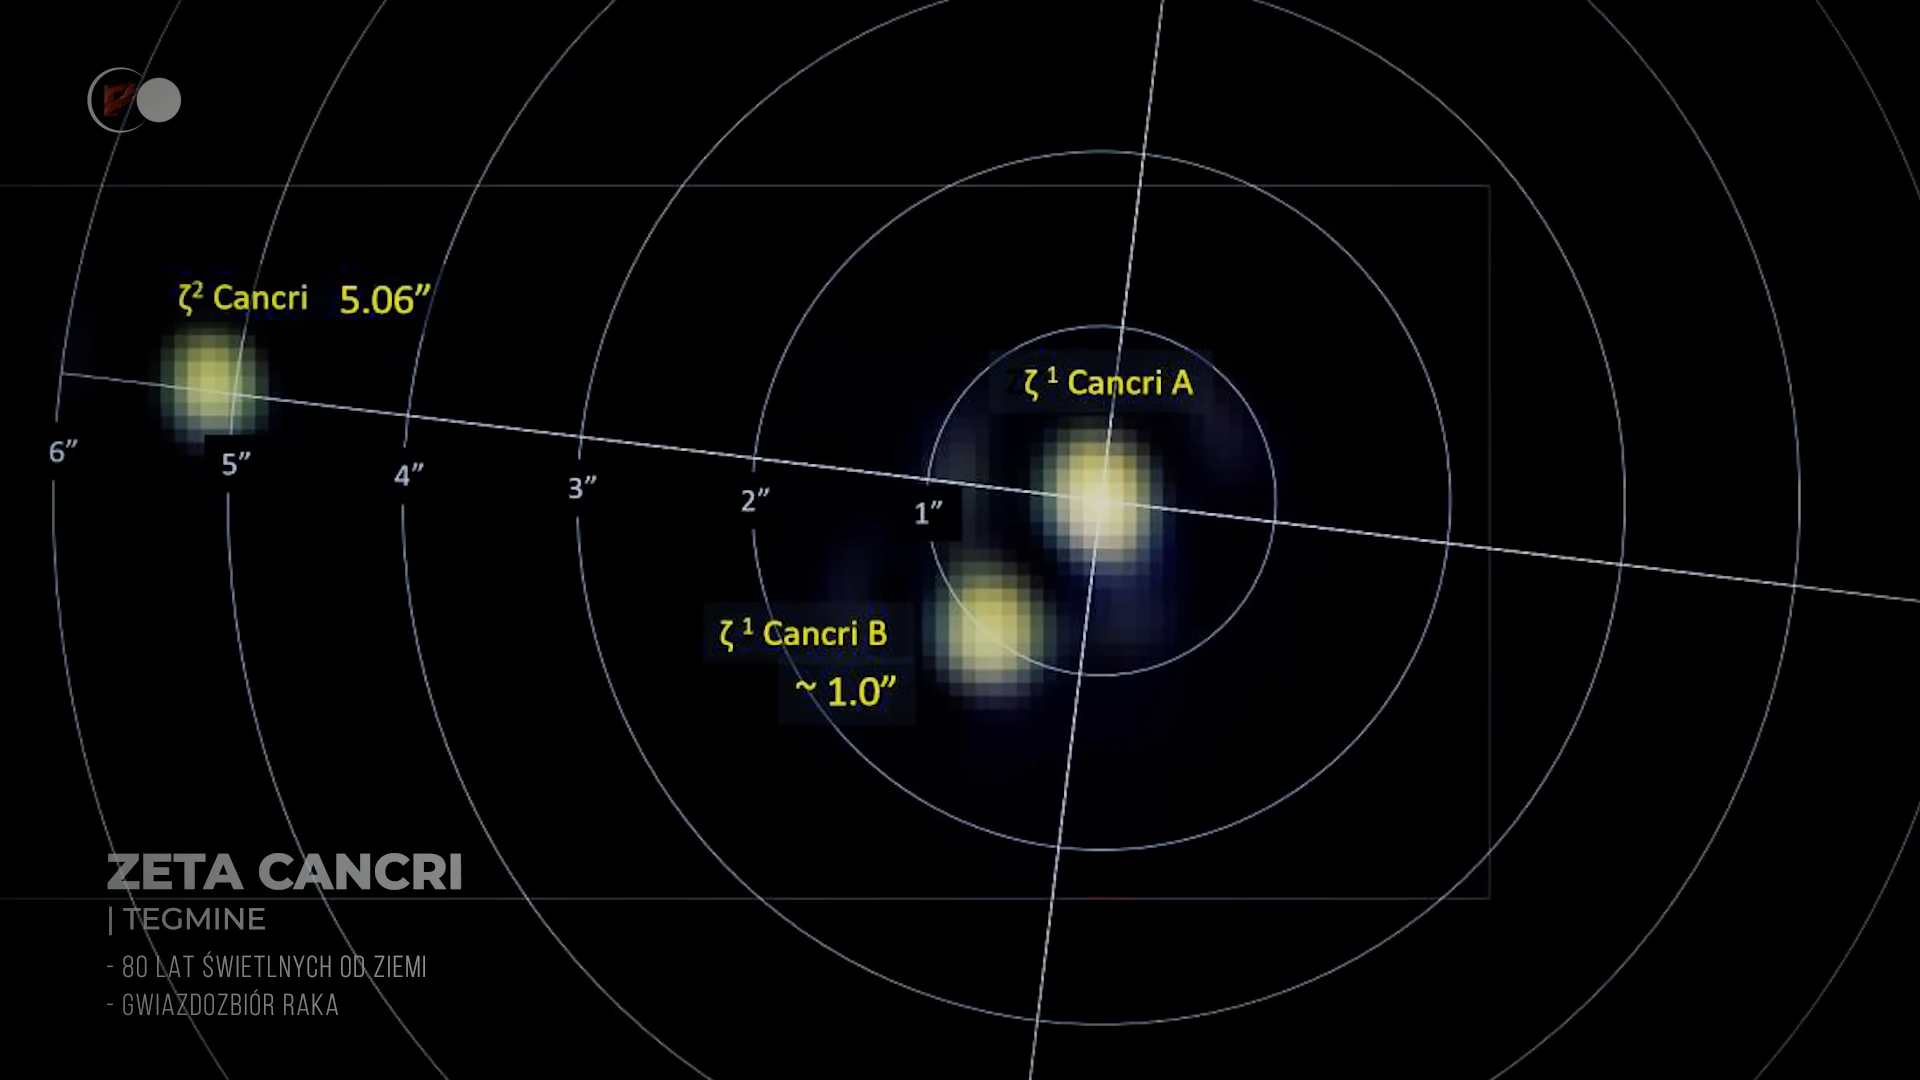 ζ² Cancri 5.06”
ζ ¹ Cancri A
6”
5”
4”
3”
2”
1”
ζ ¹ Cancri B
~ 1.0”
ZETA CANCRI
| TEGMINE
- 80 LAT ŚWIETLNYCH OD ZIEMI
- GWIAZDOZBIÓR RAKA